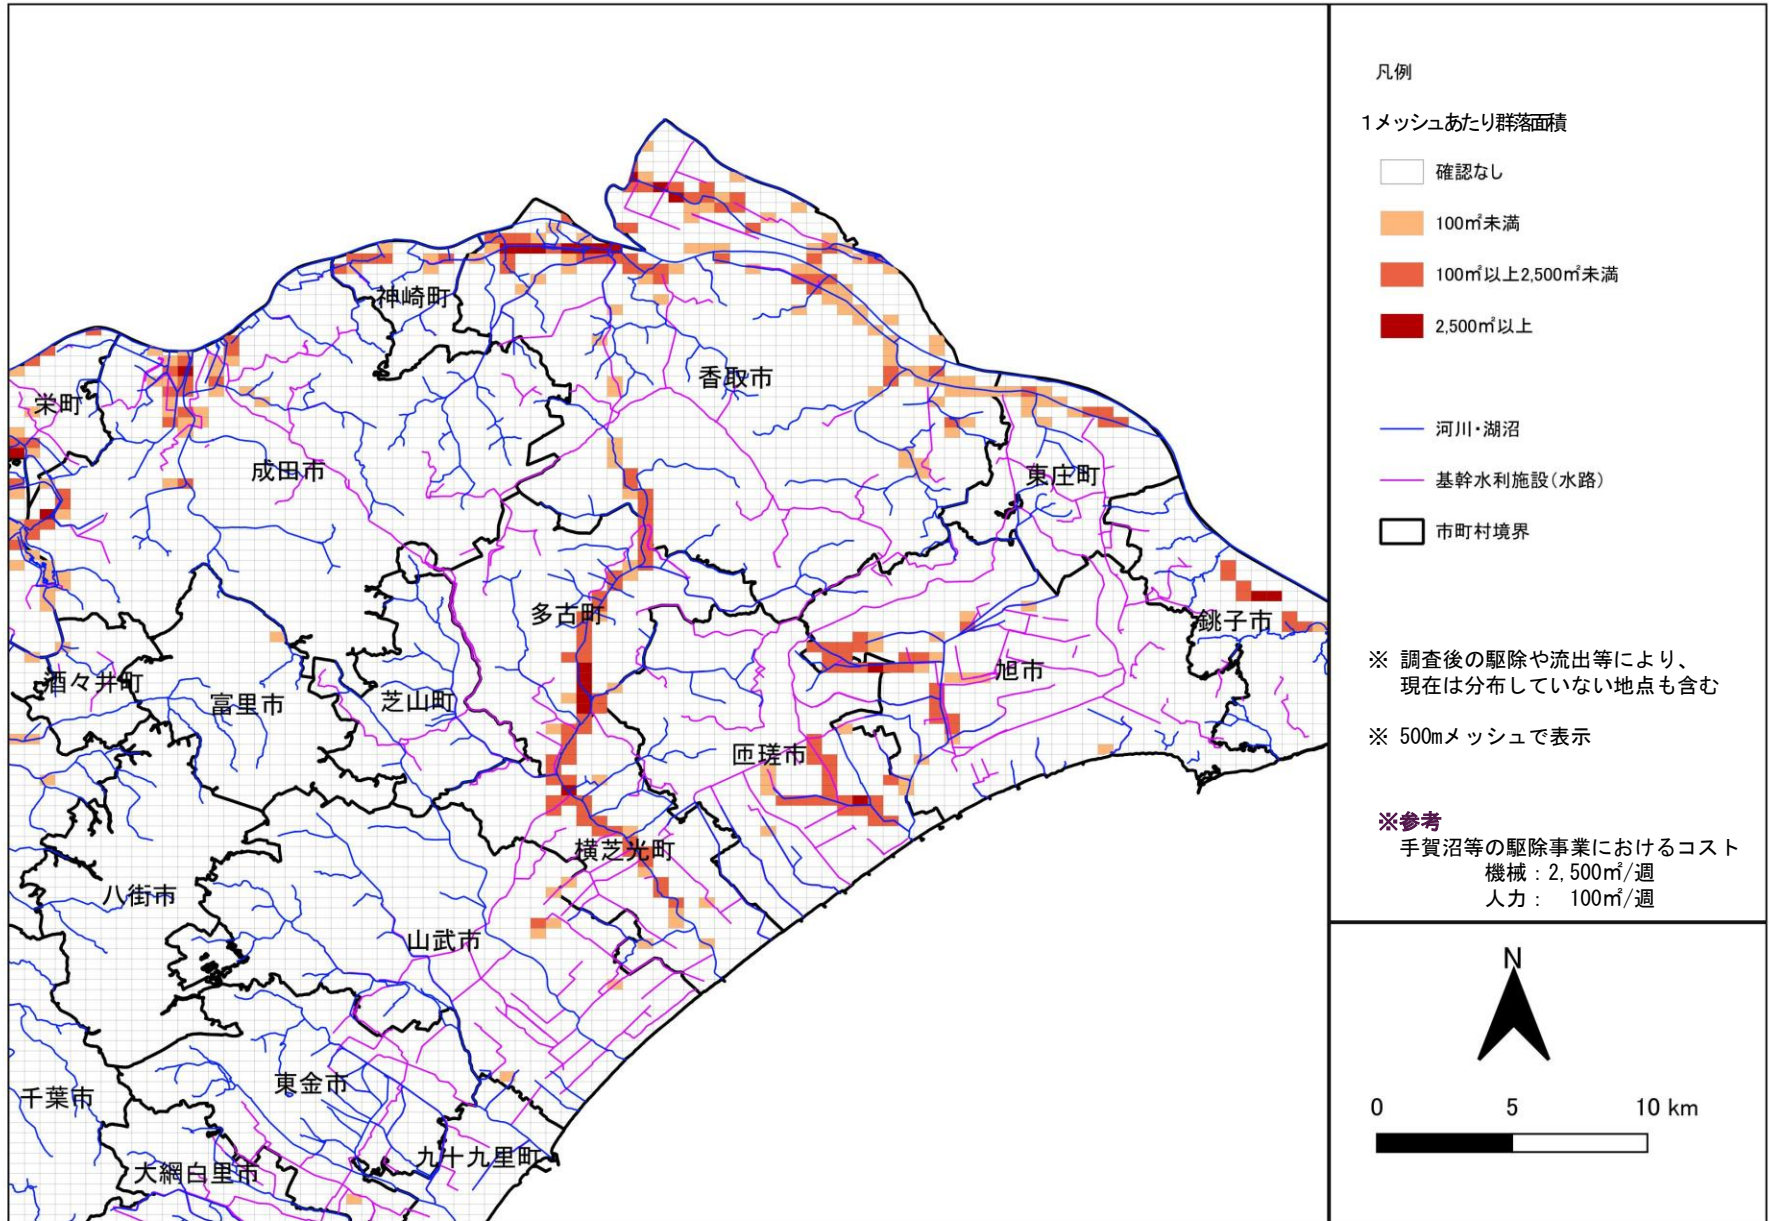 神崎町
香取市
栄町
成田市
東庄町
多古町
銚子市
酒々井町
富里市
芝山町
旭市
匝瑳市
横芝光町
八街市
山武市
千葉市
東金市
九十九里町
大網白里市
凡例
1メッシュあたり群落面積
確認なし
100㎡未満
100㎡以上2,500㎡未満
2,500㎡以上
河川・湖沼
基幹水利施設(水路)
市町村境界
※ 調査後の駆除や流出等により、
現在は分布していない地点も含む
※ 500mメッシュで表示
※参考
手賀沼等の駆除事業におけるコスト
機械：2,500㎡/週
人力： 100㎡/週
N
0 5 10 km